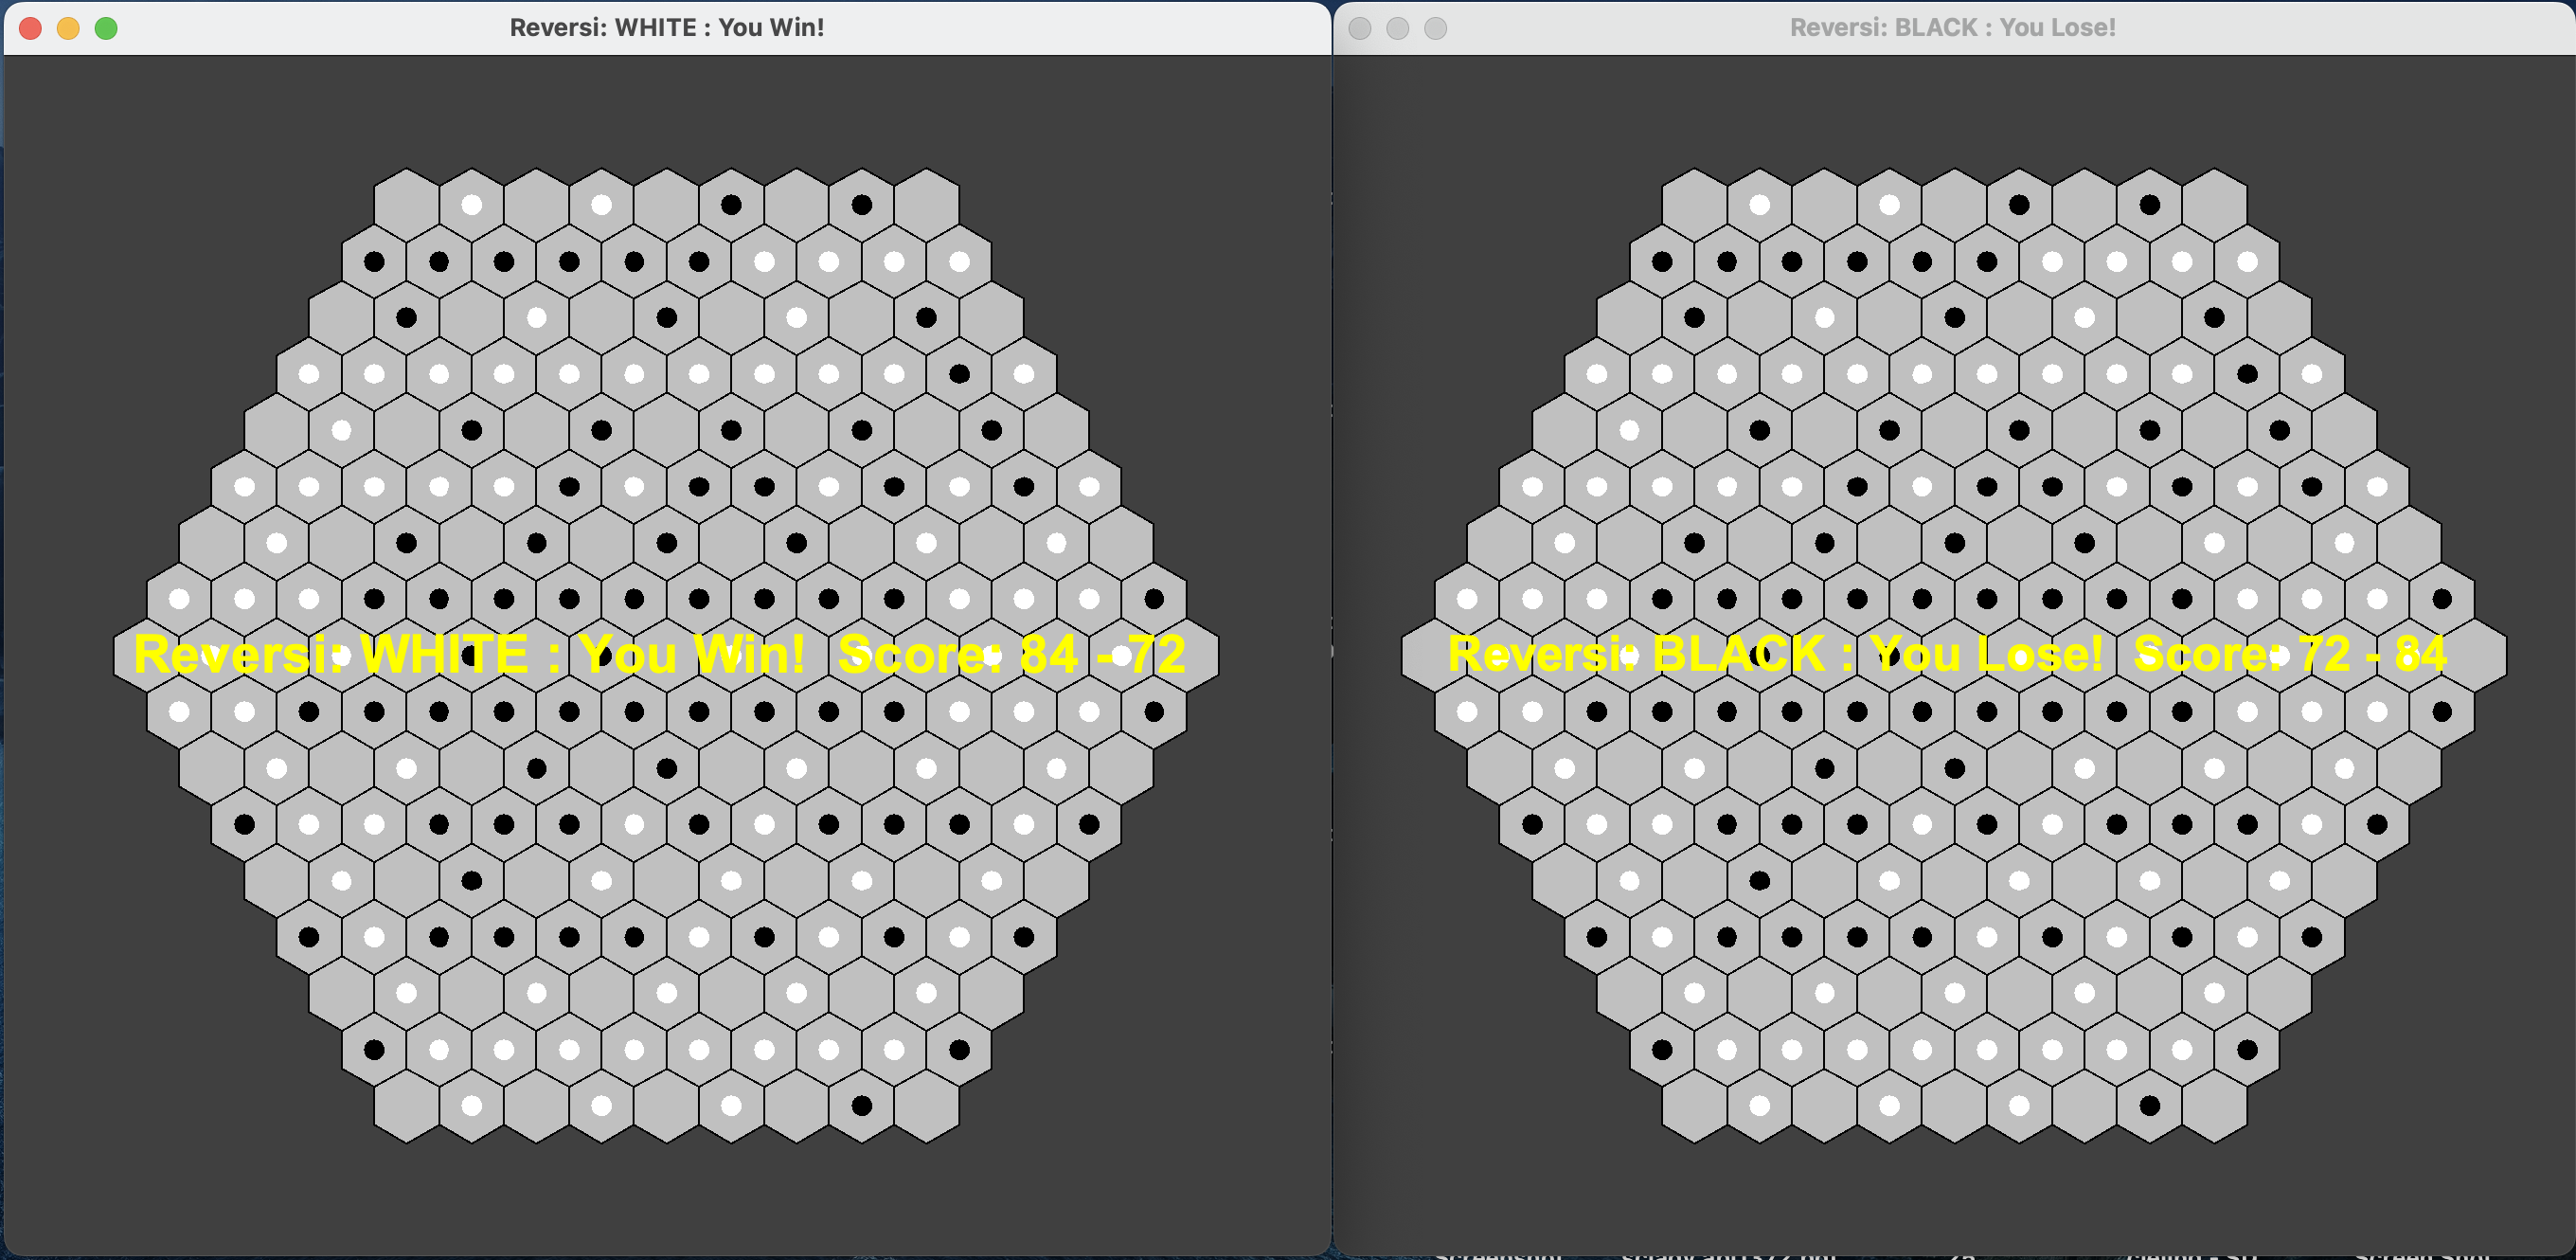 Reversi: WHITE : You Win!
Reversi: BLACK : You Lose!
Reversi: WHITE : You Win! Score: 84 - 72
Reversi: BLACK : You Lose! Score: 72 - 84